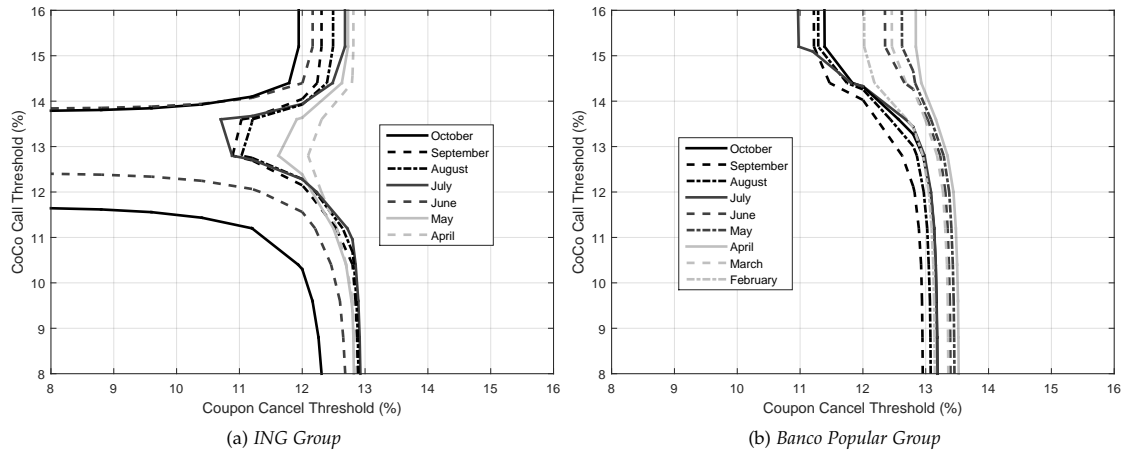 16
15
14
13
12
11
10
9
8
CoCo Call Threshold (%)
8 9 10 11 12 13 14 15 16
Coupon Cancel Threshold (%)
October
September
August
July
June
May
April
(a) ING Group
16
15
14
13
12
11
10
9
8
CoCo Call Threshold (%)
8 9 10 11 12 13 14 15 16
Coupon Cancel Threshold (%)
October
September
August
July
June
May
April
March
February
(b) Banco Popular Group